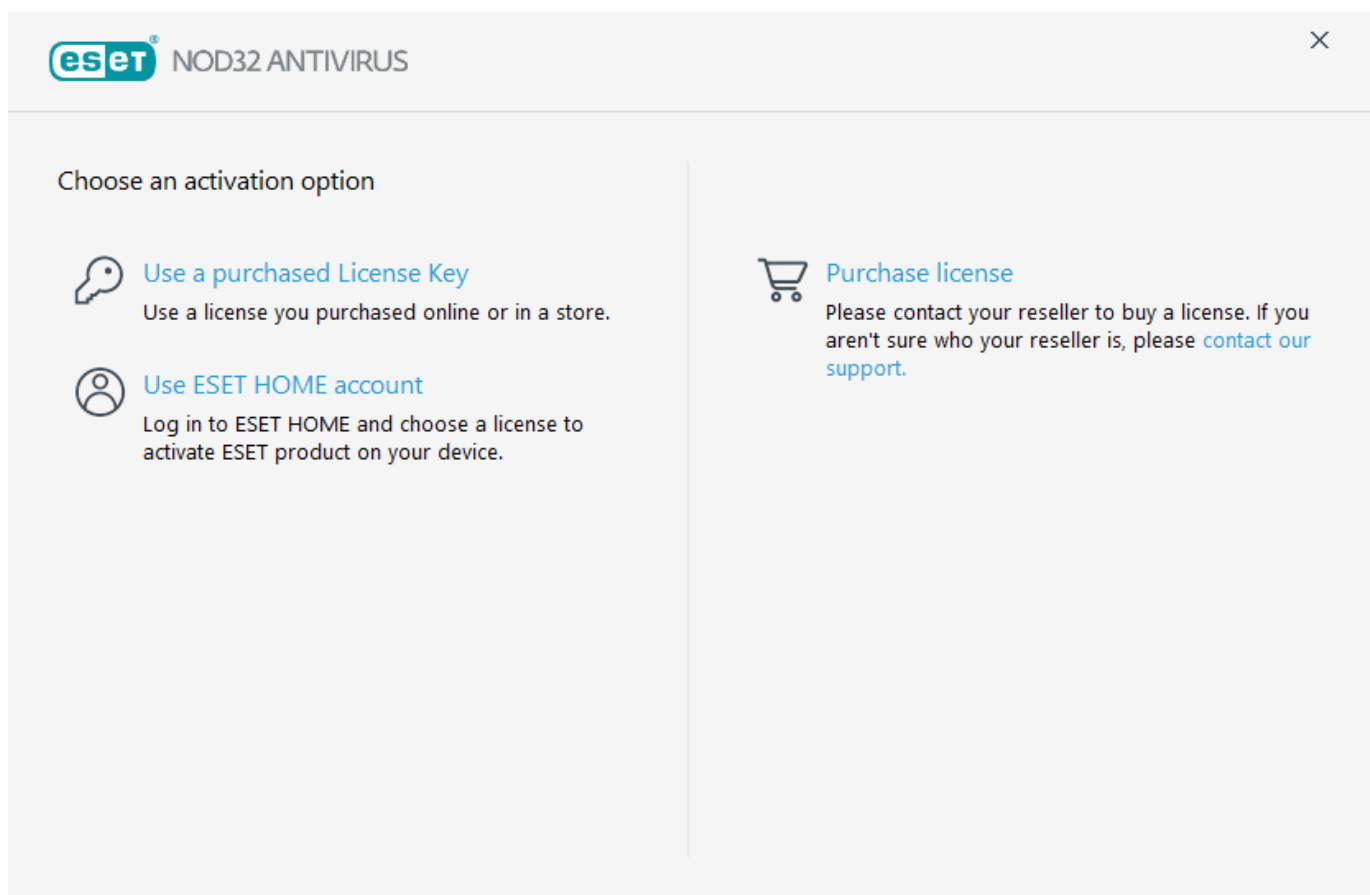 eset® NOD32 ANTIVIRUS
Choose an activation option
Use a purchased License Key
Use a license you purchased online or in a store.
Use ESET HOME account
Log in to ESET HOME and choose a license to
activate ESET product on your device.
Purchase license
Please contact your reseller to buy a license. If you
aren't sure who your reseller is, please contact our
support.